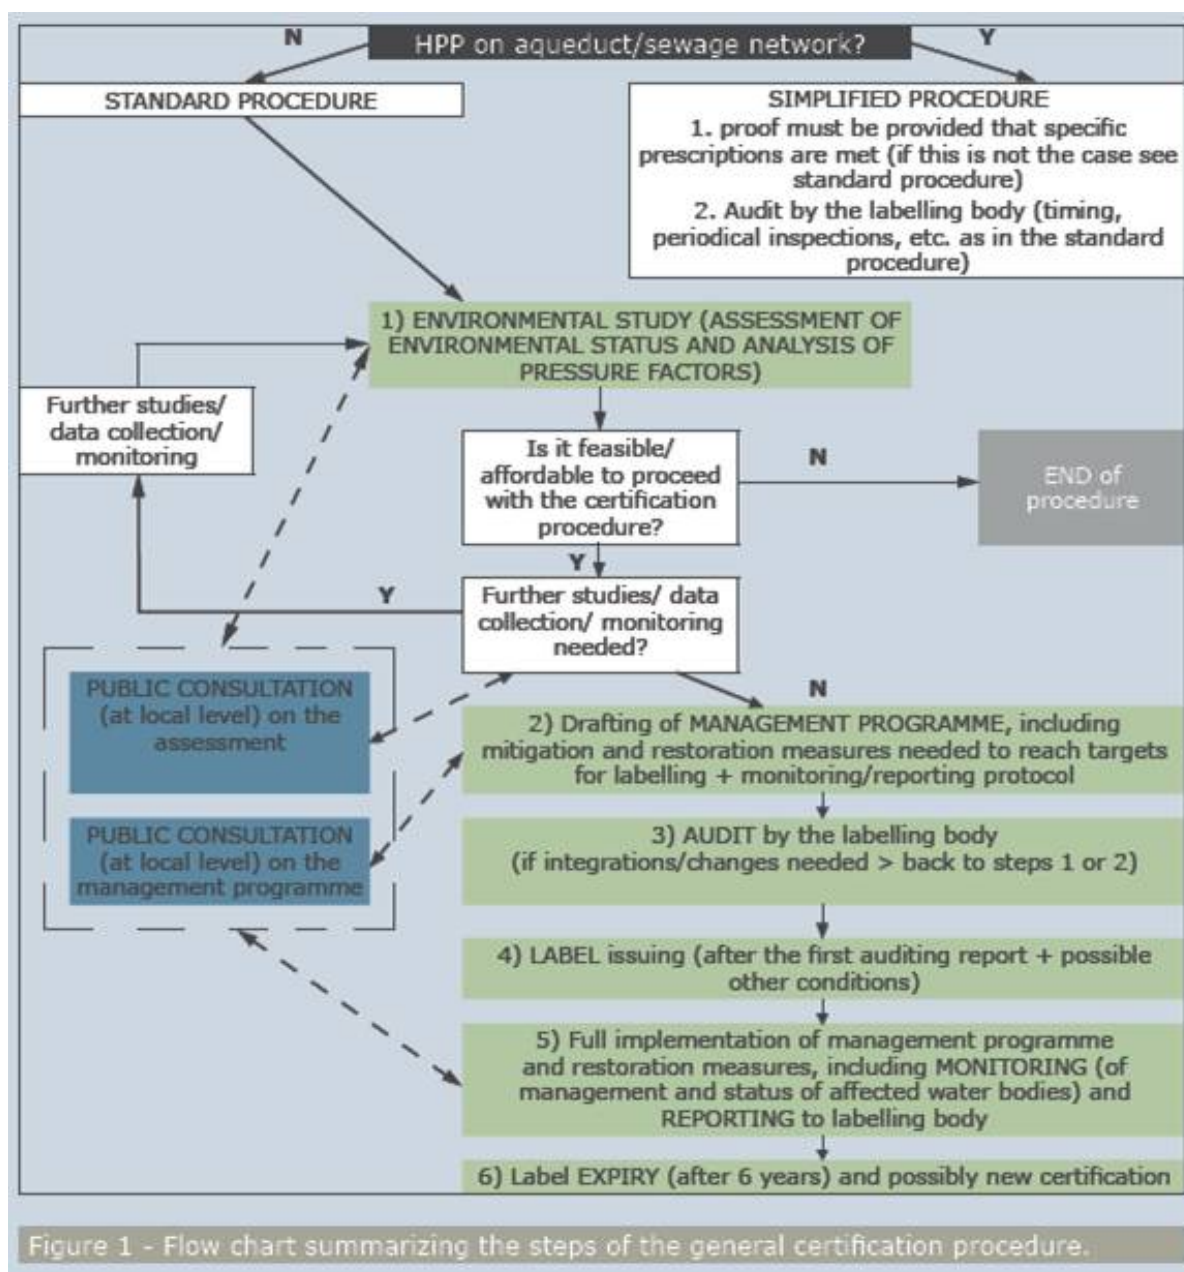 N
HPP on aqueduct/sewage network?
Y
STANDARD PROCEDURE
SIMPLIFIED PROCEDURE
1. proof must be provided that specific
prescriptions are met (if this is not the case see
standard procedure)
2. Audit by the labelling body (timing,
periodical inspections, etc. as in the standard
procedure)
1) ENVIRONMENTAL STUDY (ASSESSMENT OF
ENVIRONMENTAL STATUS AND ANALYSIS OF
PRESSURE FACTORS)
Further studies/
data collection/
monitoring
Is it feasible/
affordable to proceed
with the certification
procedure?
N
END of
procedure
Y
Y
Further studies/ data
collection/ monitoring
needed?
N
PUBLIC CONSULTATION
(at local level) on the
assessment
2) Drafting of MANAGEMENT PROGRAMME, including
mitigation and restoration measures needed to reach targets
for labelling + monitoring/reporting protocol
PUBLIC CONSULTATION
(at local level) on the
management programme
3) AUDIT by the labelling body
(if integrations/changes needed > back to steps 1 or 2)
4) LABEL issuing (after the first auditing report + possible
other conditions)
5) Full implementation of management programme
and restoration measures, including MONITORING (of
management and status of affected water bodies) and
REPORTING to labelling body
6) Label EXPIRY (after 6 years) and possibly new certification
Figure 1 - Flow chart summarizing the steps of the general certification procedure.